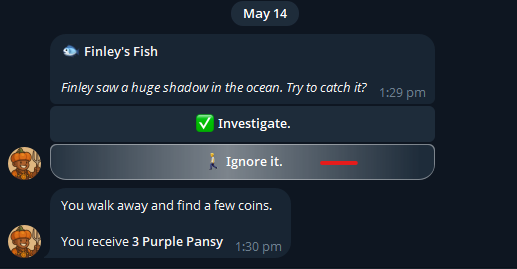 May 14
Finley's Fish
Finley saw a huge shadow in the ocean. Try to catch it?
1:29 pm
Investigate.
Ignore it.
You walk away and find a few coins.
You receive 3 Purple Pansy
1:30 pm